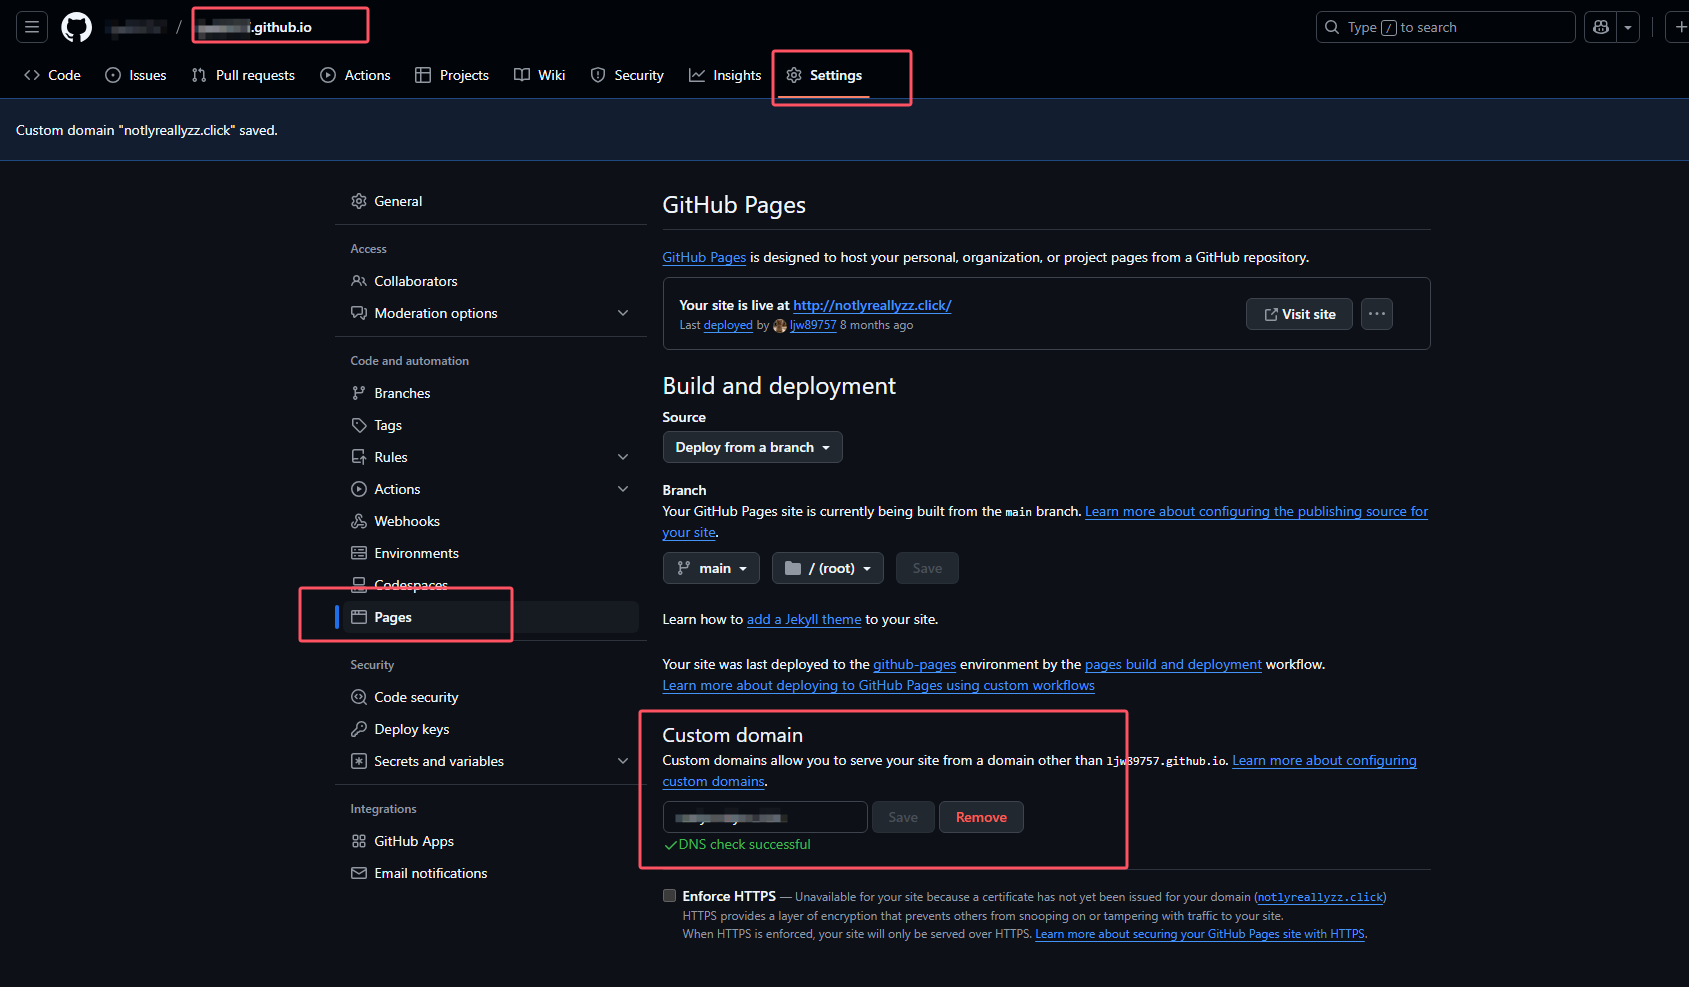 / .github.io
Type / to search
Code Issues Pull requests Actions Projects Wiki Security Insights Settings
Custom domain "notlyreallyzz.click" saved.
General
Access
Collaborators
Moderation options
Code and automation
Branches
Tags
Rules
Actions
Webhooks
Environments
Codespaces
Pages
Security
Code security
Deploy keys
Secrets and variables
Integrations
GitHub Apps
Email notifications
GitHub Pages
GitHub Pages is designed to host your personal, organization, or project pages from a GitHub repository.
Your site is live at http://notlyreallyzz.click/
Last deployed by ljw89757 8 months ago
Visit site
Build and deployment
Source
Deploy from a branch
Branch
Your GitHub Pages site is currently being built from the main branch. Learn more about configuring the publishing source for
your site.
main / (root) Save
Learn how to add a Jekyll theme to your site.
Your site was last deployed to the github-pages environment by the pages build and deployment workflow.
Learn more about deploying to GitHub Pages using custom workflows
Custom domain
Custom domains allow you to serve your site from a domain other than ljw89757.github.io. Learn more about configuring
custom domains.
Save Remove
DNS check successful
Enforce HTTPS — Unavailable for your site because a certificate has not yet been issued for your domain (notlyreallyzz.click)
HTTPS provides a layer of encryption that prevents others from snooping on or tampering with traffic to your site.
When HTTPS is enforced, your site will only be served over HTTPS. Learn more about securing your GitHub Pages site with HTTPS.